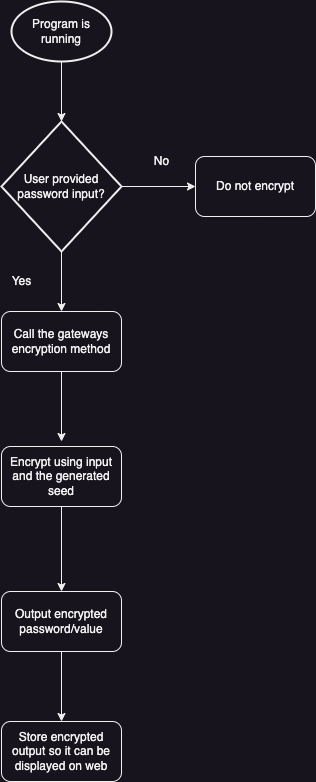 Program is
running
User provided
password input?
No
Do not encrypt
Yes
Call the gateways
encryption method
Encrypt using input
and the generated
seed
Output encrypted
password/value
Store encrypted
output so it can be
displayed on web